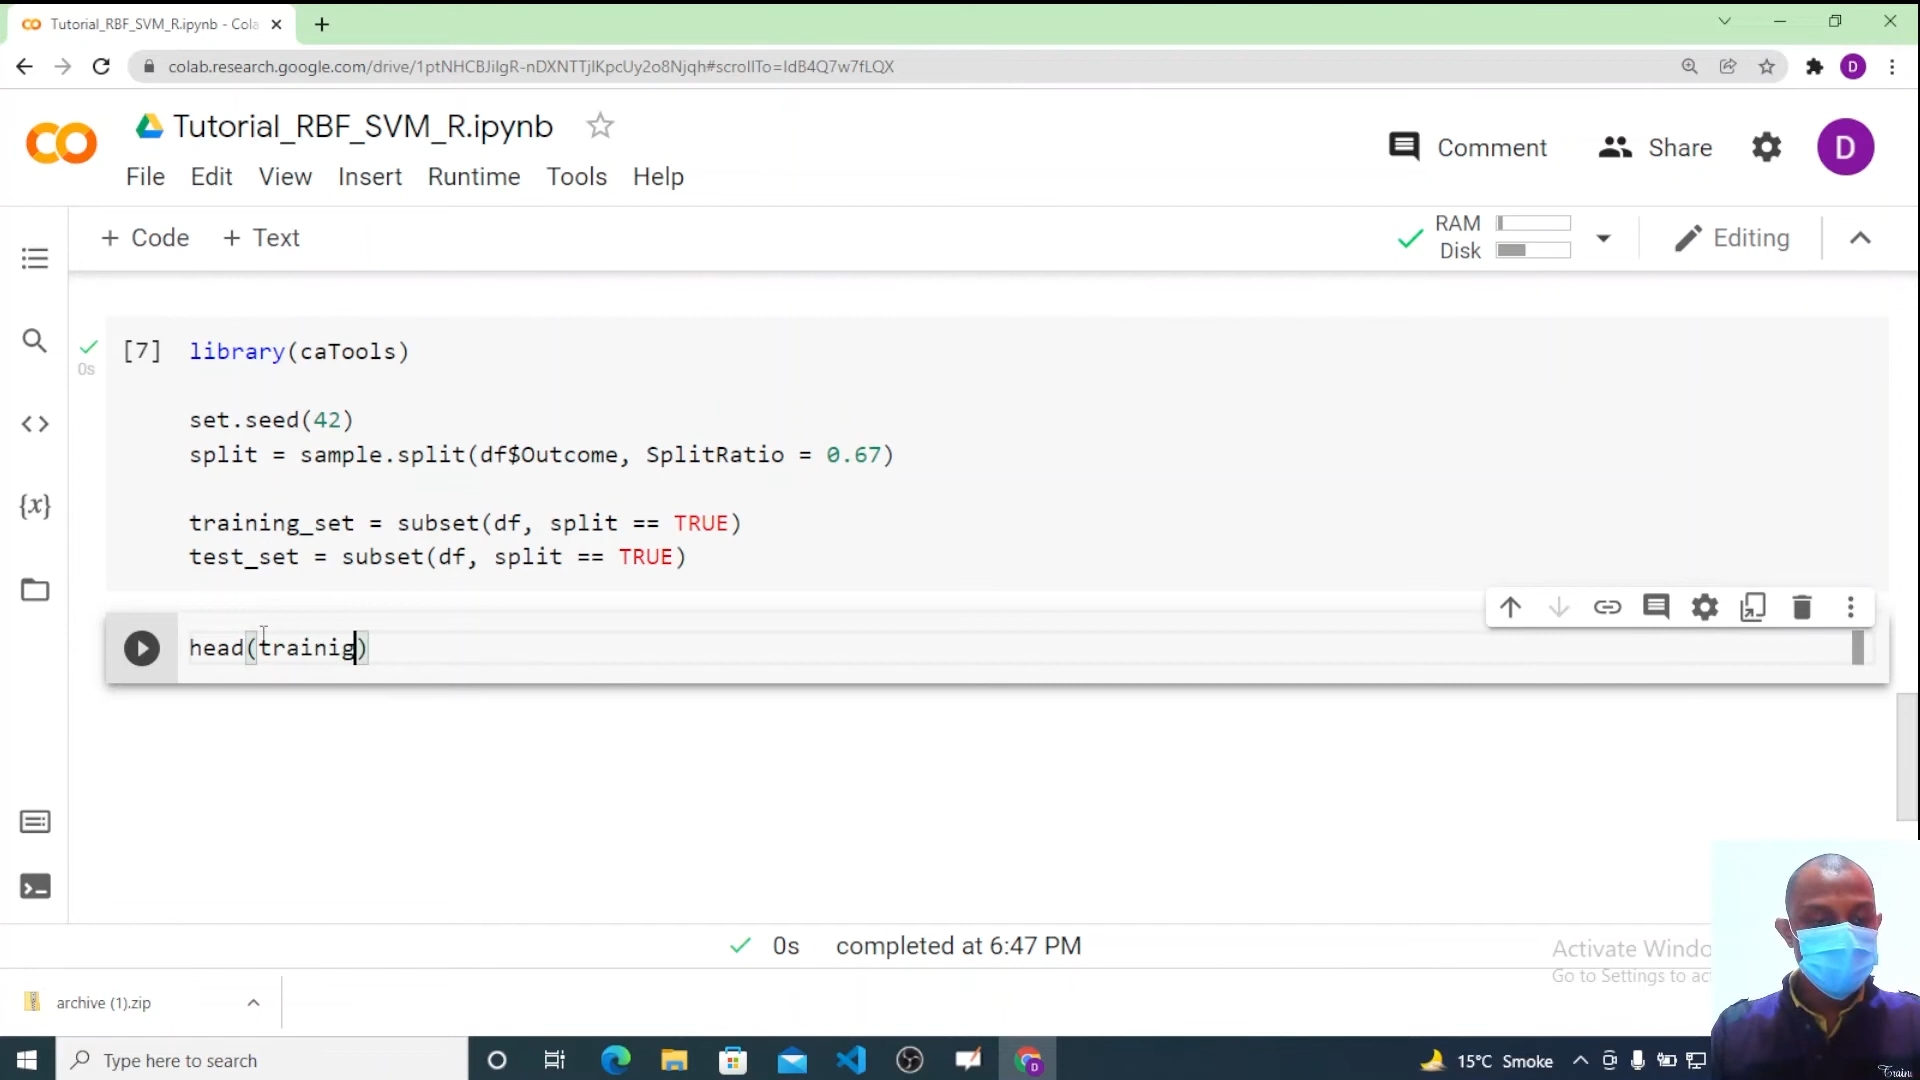 Tutorial_RBF_SVM_R.ipynb - Cola
colab.research.google.com/drive/1ptNHCBJiIgR-nDXNTTjlKpcUy2o8Njqh#scrollTo=IdB4Q7w7fLQX
D
CO Tutorial_RBF_SVM_R.ipynb
Comment Share D
File Edit View Insert Runtime Tools Help
+ Code + Text
RAM
Disk
Editing
{x}
[7] library(caTools)
0s
set.seed(42)
split = sample.split(df$Outcome, SplitRatio = 0.67)
training_set = subset(df, split == TRUE)
test_set = subset(df, split == TRUE)
head(trainig)
0s completed at 6:47 PM
Activate Windo
Go to Settings to ac
archive (1).zip
Type here to search
D
15°C Smoke